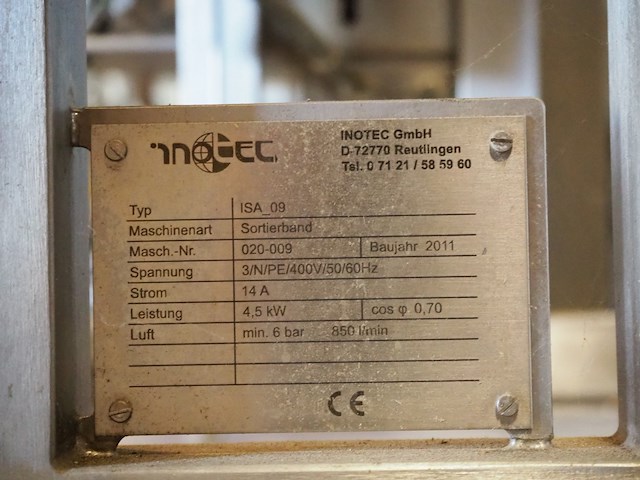 INOTEC
INOTEC GmbH
D-72770 Reutlingen
Tel. 0 71 21 / 58 59 60
Typ ISA_09
Maschinenart Sortierband
Masch.-Nr. 020-009 Baujahr 2011
Spannung 3/N/PE/400V/50/60Hz
Strom 14 A
Leistung 4,5 kW cos φ 0,70
Luft min. 6 bar 850 l/min
CE